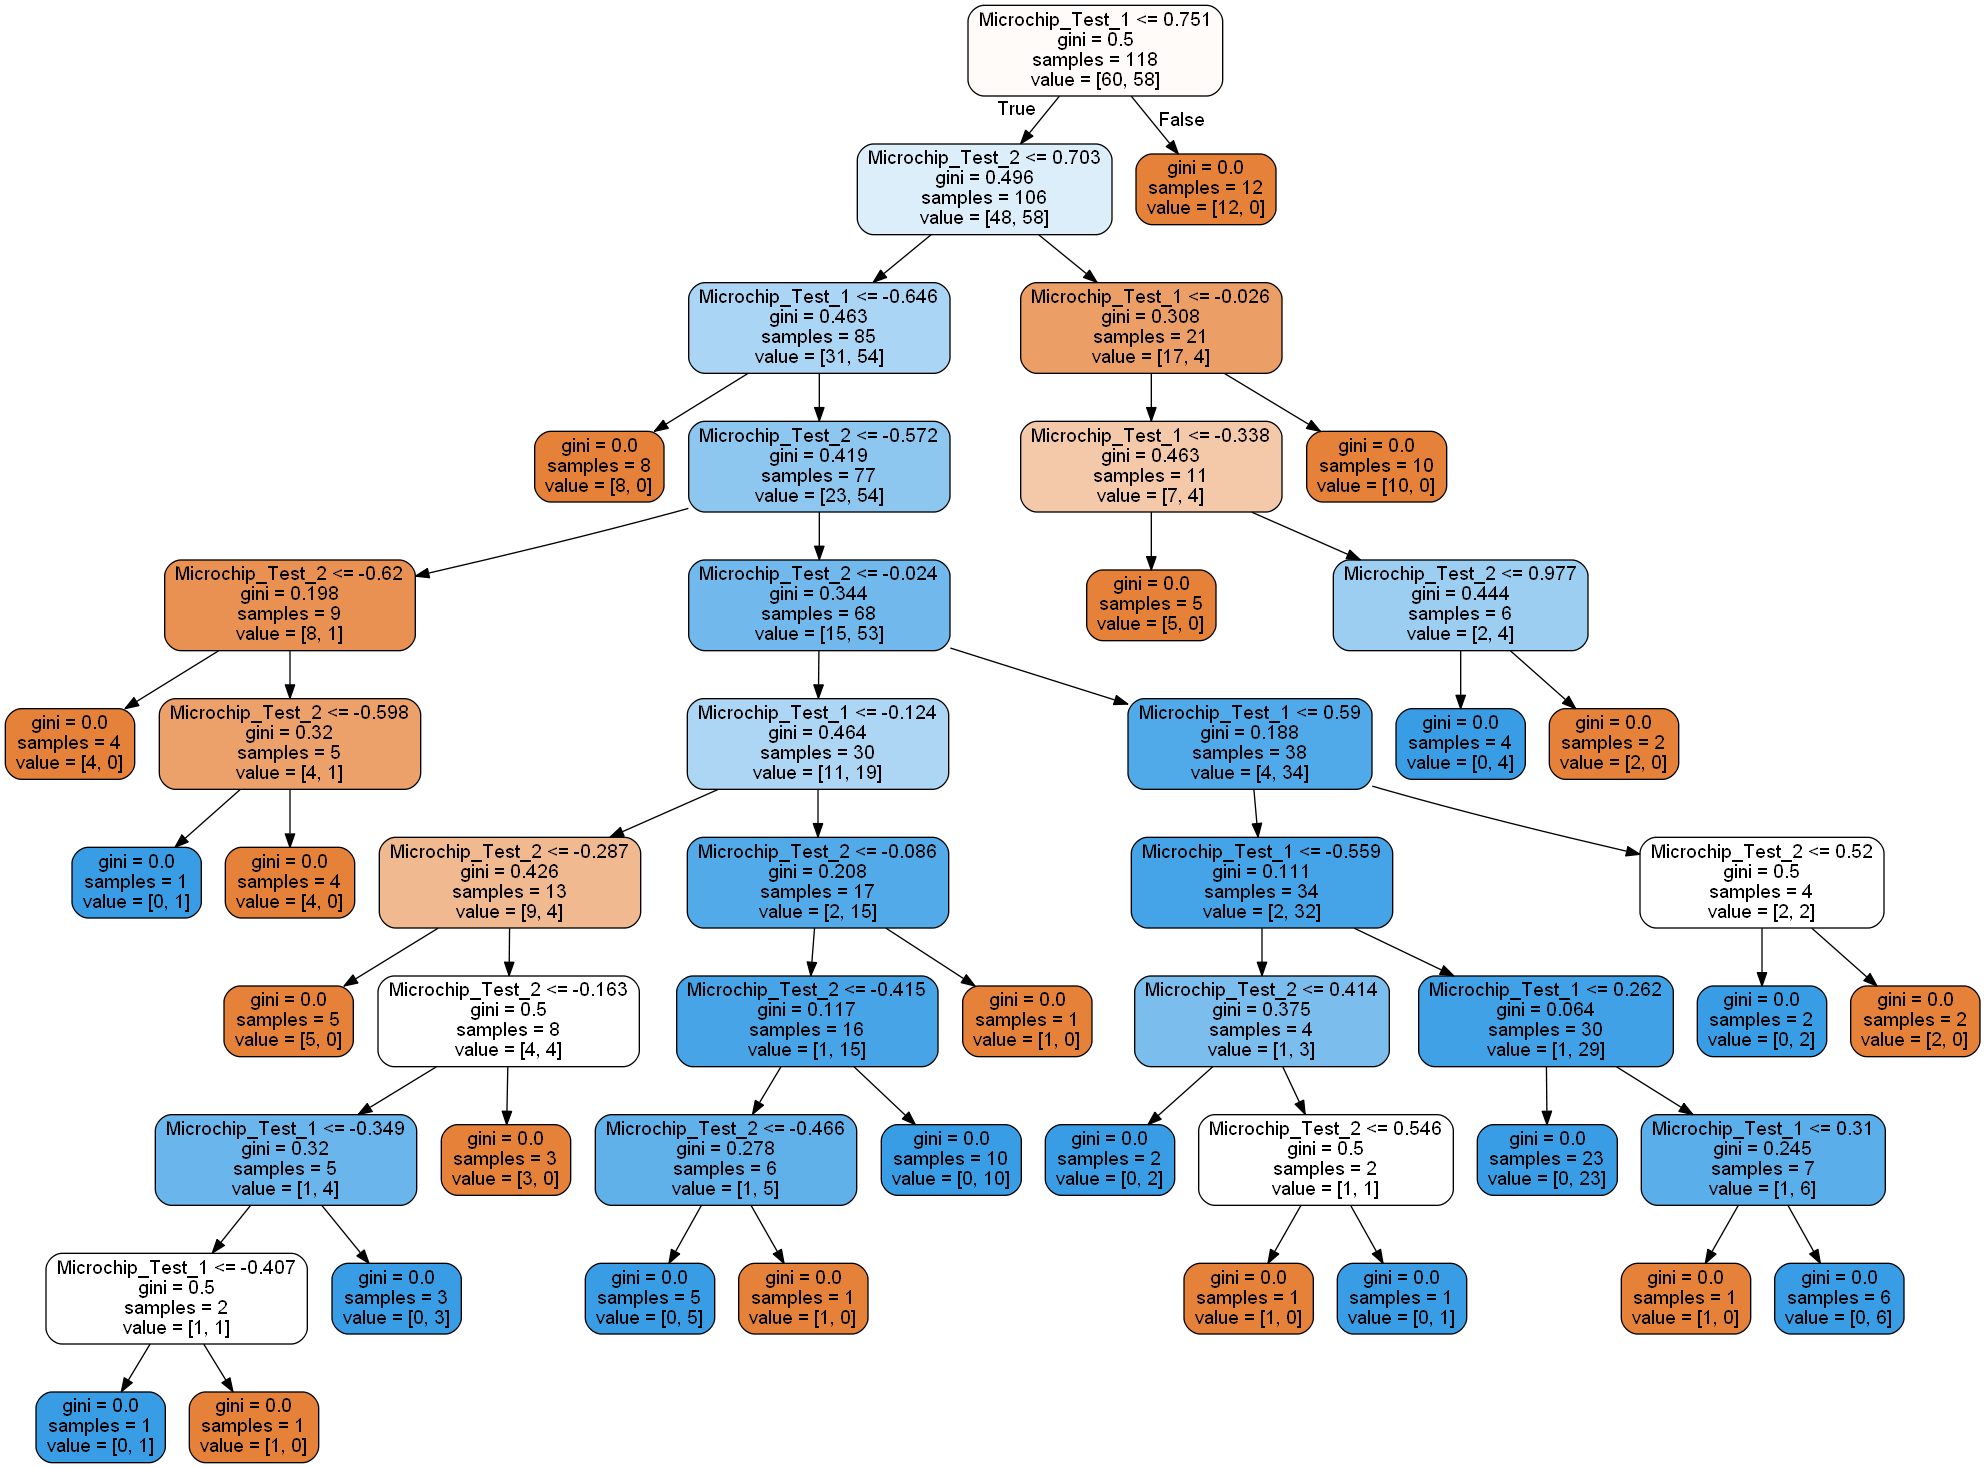 Microchip_Test_1 <= 0.751
gini = 0.5
samples = 118
value = [60, 58]
True
False
Microchip_Test_2 <= 0.703
gini = 0.496
samples = 106
value = [48, 58]
gini = 0.0
samples = 12
value = [12, 0]
Microchip_Test_1 <= -0.646
gini = 0.463
samples = 85
value = [31, 54]
Microchip_Test_1 <= -0.026
gini = 0.308
samples = 21
value = [17, 4]
gini = 0.0
samples = 8
value = [8, 0]
Microchip_Test_2 <= -0.572
gini = 0.419
samples = 77
value = [23, 54]
Microchip_Test_1 <= -0.338
gini = 0.463
samples = 11
value = [7, 4]
gini = 0.0
samples = 10
value = [10, 0]
Microchip_Test_2 <= -0.62
gini = 0.198
samples = 9
value = [8, 1]
Microchip_Test_2 <= -0.024
gini = 0.344
samples = 68
value = [15, 53]
gini = 0.0
samples = 5
value = [5, 0]
Microchip_Test_2 <= 0.977
gini = 0.444
samples = 6
value = [2, 4]
gini = 0.0
samples = 4
value = [4, 0]
Microchip_Test_2 <= -0.598
gini = 0.32
samples = 5
value = [4, 1]
Microchip_Test_1 <= -0.124
gini = 0.464
samples = 30
value = [11, 19]
Microchip_Test_1 <= 0.59
gini = 0.188
samples = 38
value = [4, 34]
gini = 0.0
samples = 4
value = [0, 4]
gini = 0.0
samples = 2
value = [2, 0]
gini = 0.0
samples = 1
value = [0, 1]
gini = 0.0
samples = 4
value = [4, 0]
Microchip_Test_2 <= -0.287
gini = 0.426
samples = 13
value = [9, 4]
Microchip_Test_2 <= -0.086
gini = 0.208
samples = 17
value = [2, 15]
Microchip_Test_1 <= -0.559
gini = 0.111
samples = 34
value = [2, 32]
Microchip_Test_2 <= 0.52
gini = 0.5
samples = 4
value = [2, 2]
gini = 0.0
samples = 5
value = [5, 0]
Microchip_Test_2 <= -0.163
gini = 0.5
samples = 8
value = [4, 4]
Microchip_Test_2 <= -0.415
gini = 0.117
samples = 16
value = [1, 15]
gini = 0.0
samples = 1
value = [1, 0]
Microchip_Test_2 <= 0.414
gini = 0.375
samples = 4
value = [1, 3]
Microchip_Test_1 <= 0.262
gini = 0.064
samples = 30
value = [1, 29]
gini = 0.0
samples = 2
value = [0, 2]
gini = 0.0
samples = 2
value = [2, 0]
Microchip_Test_1 <= -0.349
gini = 0.32
samples = 5
value = [1, 4]
gini = 0.0
samples = 3
value = [3, 0]
Microchip_Test_2 <= -0.466
gini = 0.278
samples = 6
value = [1, 5]
gini = 0.0
samples = 10
value = [0, 10]
gini = 0.0
samples = 2
value = [0, 2]
Microchip_Test_2 <= 0.546
gini = 0.5
samples = 2
value = [1, 1]
gini = 0.0
samples = 23
value = [0, 23]
Microchip_Test_1 <= 0.31
gini = 0.245
samples = 7
value = [1, 6]
Microchip_Test_1 <= -0.407
gini = 0.5
samples = 2
value = [1, 1]
gini = 0.0
samples = 3
value = [0, 3]
gini = 0.0
samples = 5
value = [0, 5]
gini = 0.0
samples = 1
value = [1, 0]
gini = 0.0
samples = 1
value = [1, 0]
gini = 0.0
samples = 1
value = [0, 1]
gini = 0.0
samples = 1
value = [1, 0]
gini = 0.0
samples = 6
value = [0, 6]
gini = 0.0
samples = 1
value = [0, 1]
gini = 0.0
samples = 1
value = [1, 0]